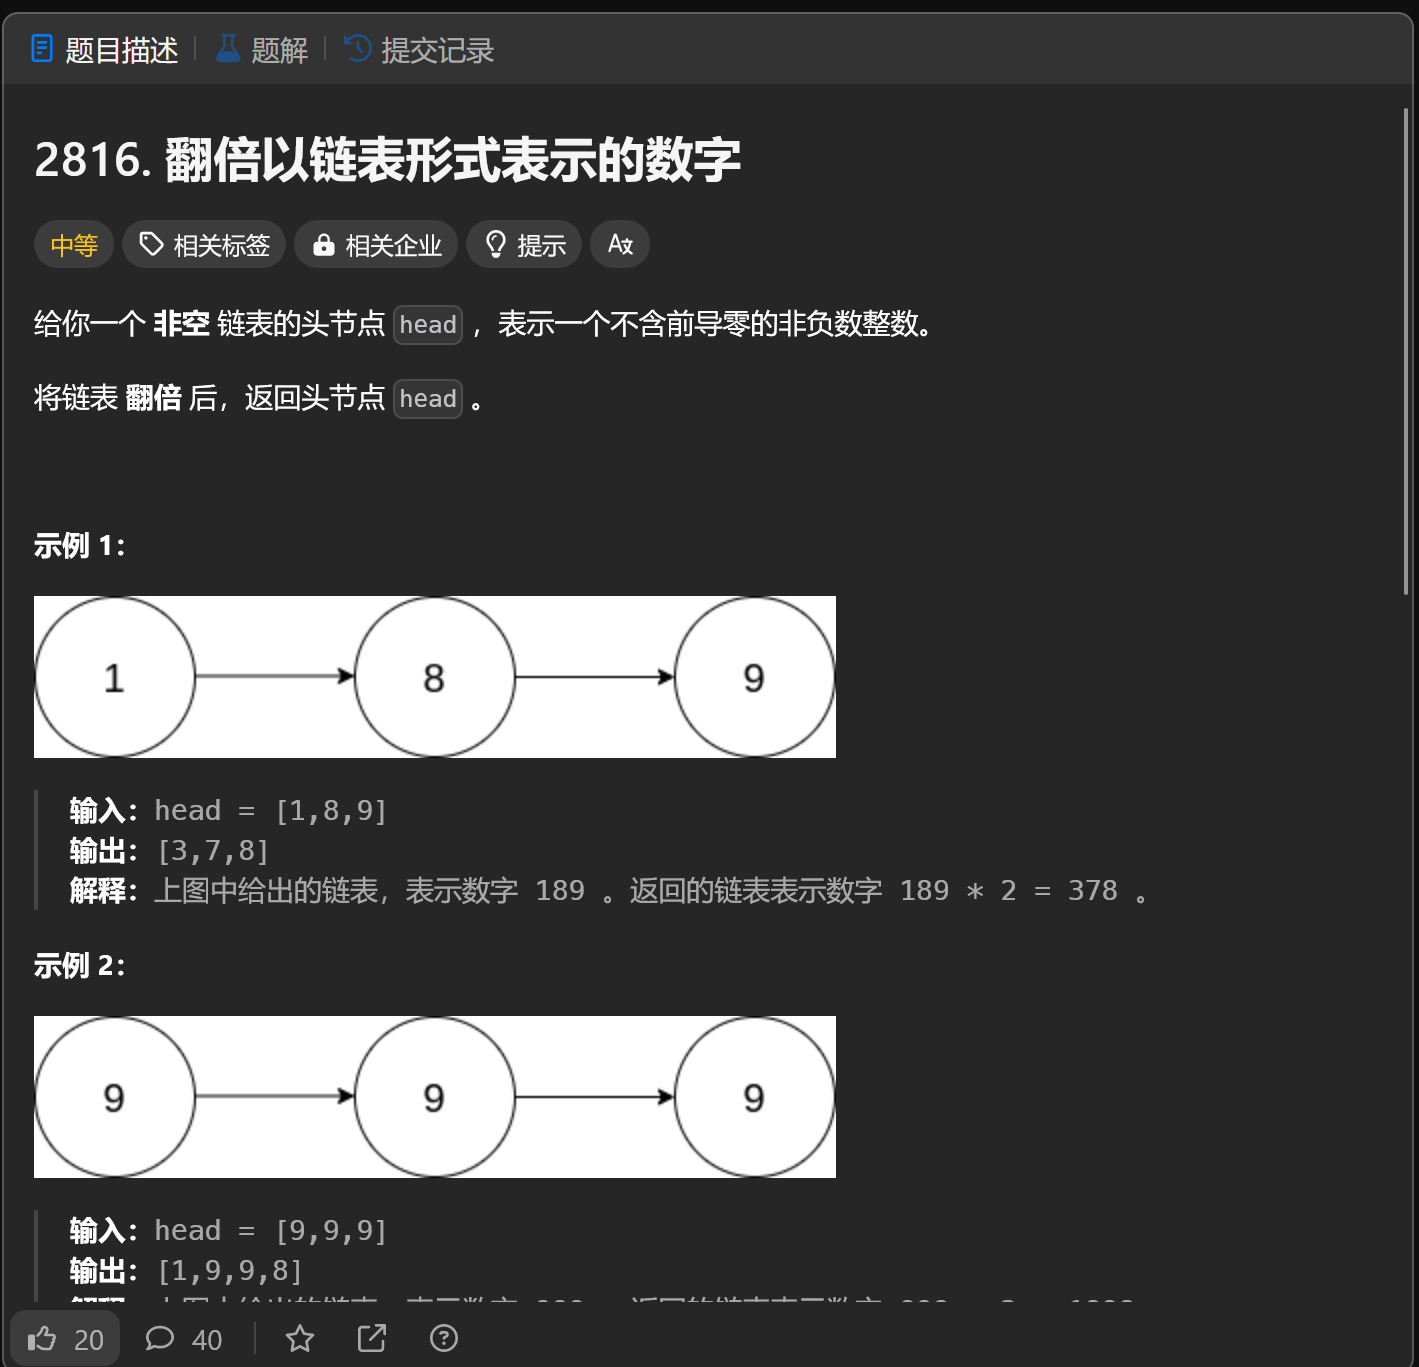 题目描述 题解 提交记录
2816. 翻倍以链表形式表示的数字
中等 相关标签 相关企业 提示 A文
给你一个 非空 链表的头节点 head ，表示一个不含前导零的非负数整数。
将链表 翻倍 后，返回头节点 head 。
示例 1：
1 8 9
输入：head = [1,8,9]
输出：[3,7,8]
解释：上图中给出的链表，表示数字 189 。返回的链表表示数字 189 * 2 = 378 。
示例 2：
9 9 9
输入：head = [9,9,9]
输出：[1,9,9,8]
20 40